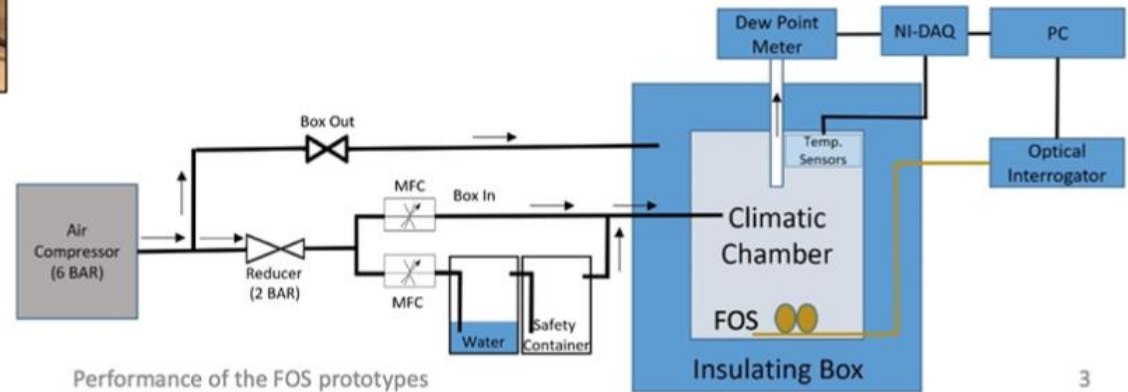 Dew Point
Meter
NI-DAQ
PC
Box Out
Temp.
Sensors
Optical
Interrogator
Air
Compressor
(6 BAR)
MFC
Box In
Climatic
Chamber
Reducer
(2 BAR)
MFC
FOS
Water
Safety
Container
Insulating Box
Performance of the FOS prototypes
3